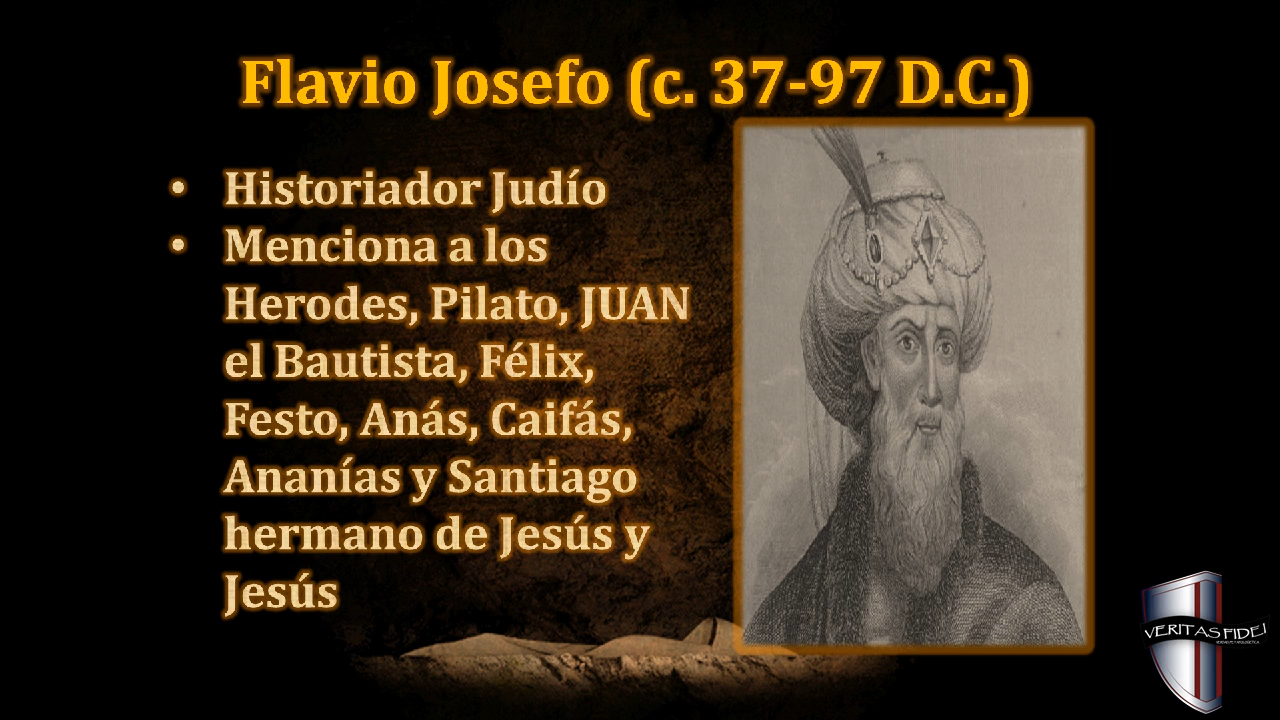 Flavio Josefo (c. 37-97 D.C.)
• Historiador Judío
• Menciona a los
Herodes, Pilato, JUAN
el Bautista, Félix,
Festo, Anás, Caifás,
Ananías y Santiago
hermano de Jesús y
Jesús
VERITAS FIDEI